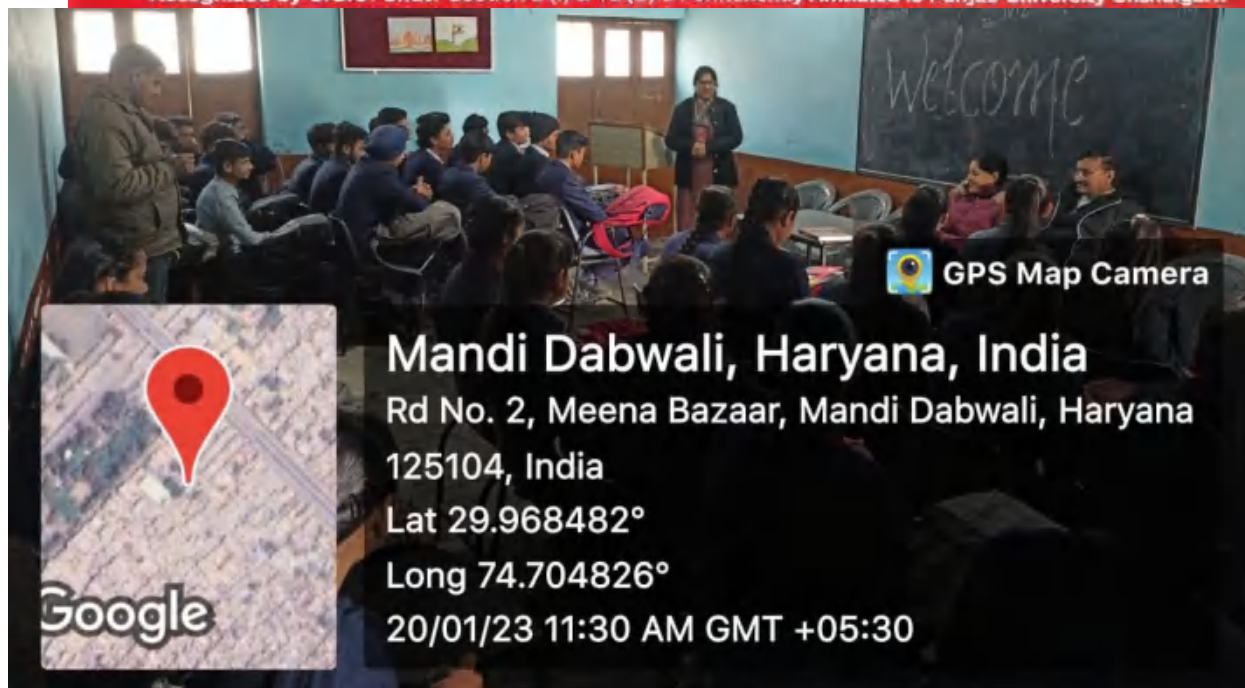 Welcome
GPS Map Camera
Mandi Dabwali, Haryana, India
Rd No. 2, Meena Bazaar, Mandi Dabwali, Haryana
125104, India
Lat 29.968482°
Long 74.704826°
20/01/23 11:30 AM GMT +05:30
Google